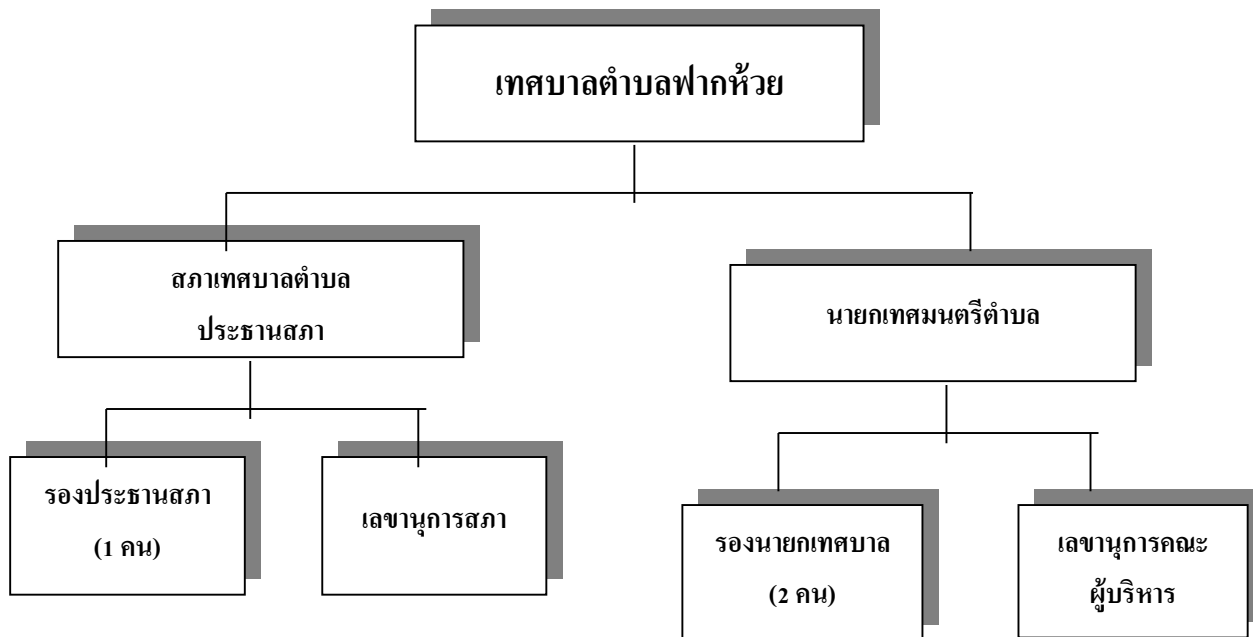 เทศบาลตำบลฟากห้วย
สภาเทศบาลตำบล
ประธานสภา
นายกเทศมนตรีตำบล
รองประธานสภา
(1 คน)
เลขานุการสภา
รองนายกเทศบาล
(2 คน)
เลขานุการคณะ
ผู้บริหาร